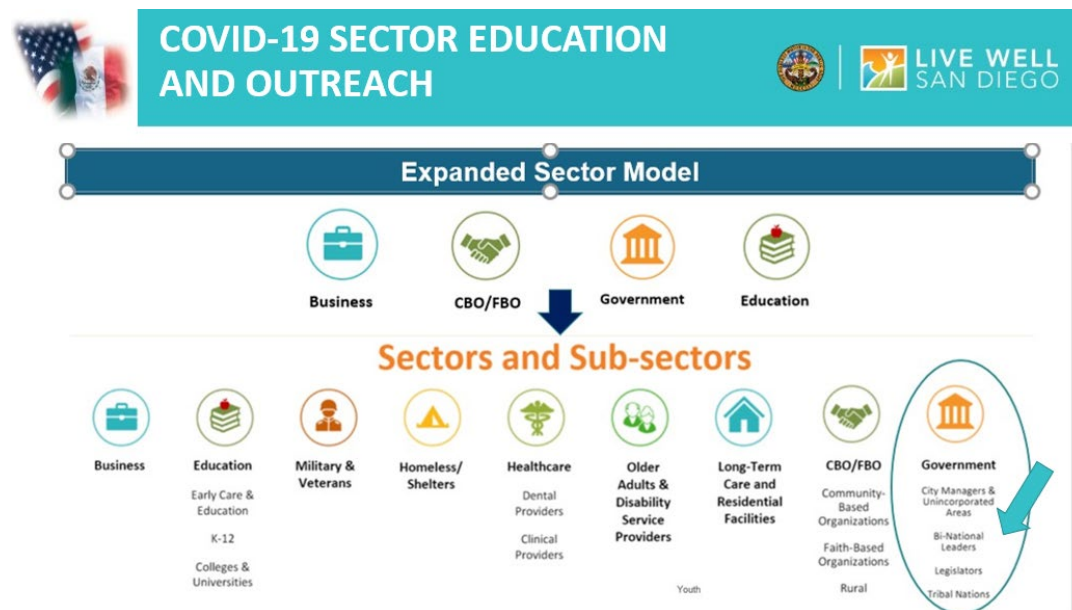 COVID-19 SECTOR EDUCATION
AND OUTREACH
LIVE WELL
SAN DIEGO
Expanded Sector Model
Business
CBO/FBO
Government
Education
Sectors and Sub-sectors
Business
Education
Early Care &
Education
K-12
Colleges &
Universities
Military &
Veterans
Homeless/
Shelters
Healthcare
Dental
Providers
Clinical
Providers
Older
Adults &
Disability
Service
Providers
Youth
Long-Term
Care and
Residential
Facilities
CBO/FBO
Community-
Based
Organizations
Faith-Based
Organizations
Rural
Government
City Managers &
Unincorporated
Areas
Bi-National
Leaders
Legislators
Tribal Nations